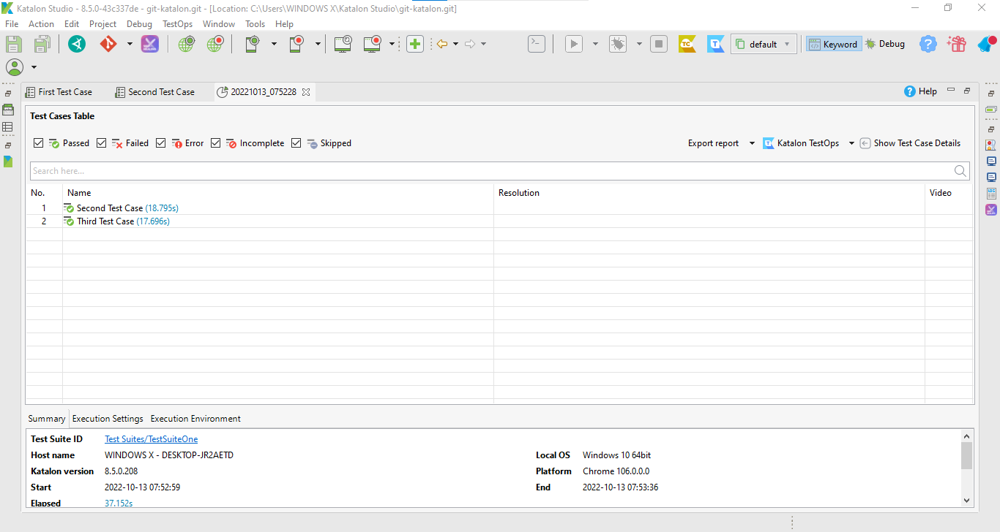 Katalon Studio - 8.5.0-43c337de - git-katalon.git - [Location: C:\Users\WINDOWS X\Katalon Studio\git-katalon.git]
File Action Edit Project Debug TestOps Window Tools Help
TC T default Keyword Debug ?
First Test Case Second Test Case 20221013_075228 ? Help
Test Cases Table
Passed Failed Error Incomplete Skipped Export report Katalon TestOps Show Test Case Details
Search here...
No. Name Resolution Video
1 Second Test Case (18.795s)
2 Third Test Case (17.696s)
Summary Execution Settings Execution Environment
Test Suite ID Test Suites/TestSuiteOne
Host name WINDOWS X - DESKTOP-JR2AETD Local OS Windows 10 64bit
Katalon version 8.5.0.208 Platform Chrome 106.0.0.0
Start 2022-10-13 07:52:59 End 2022-10-13 07:53:36
Elapsed 37.152s